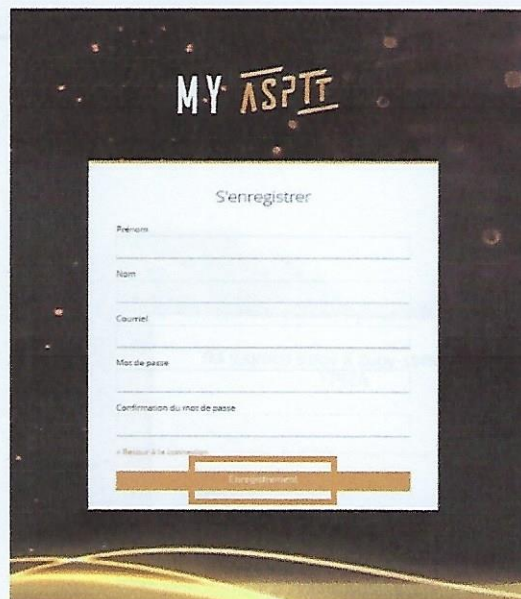 MY ASPTT
S'enregistrer
Prénom
Nom
Courriel
Mot de passe
Confirmation du mot de passe
« Retour à la connexion
Enregistrement